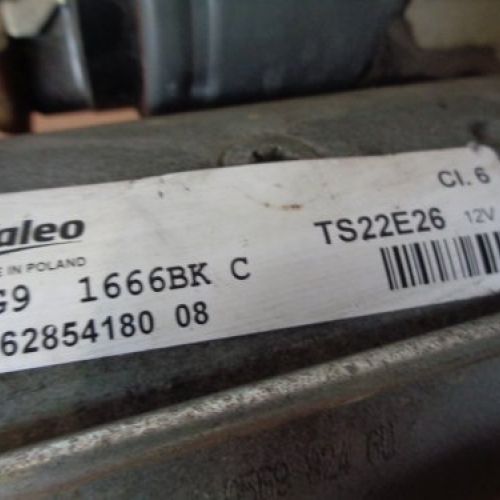 Cl. 6
aleo TS22E26 12V
E IN POLAND
G9 1666BK C
62854180 08